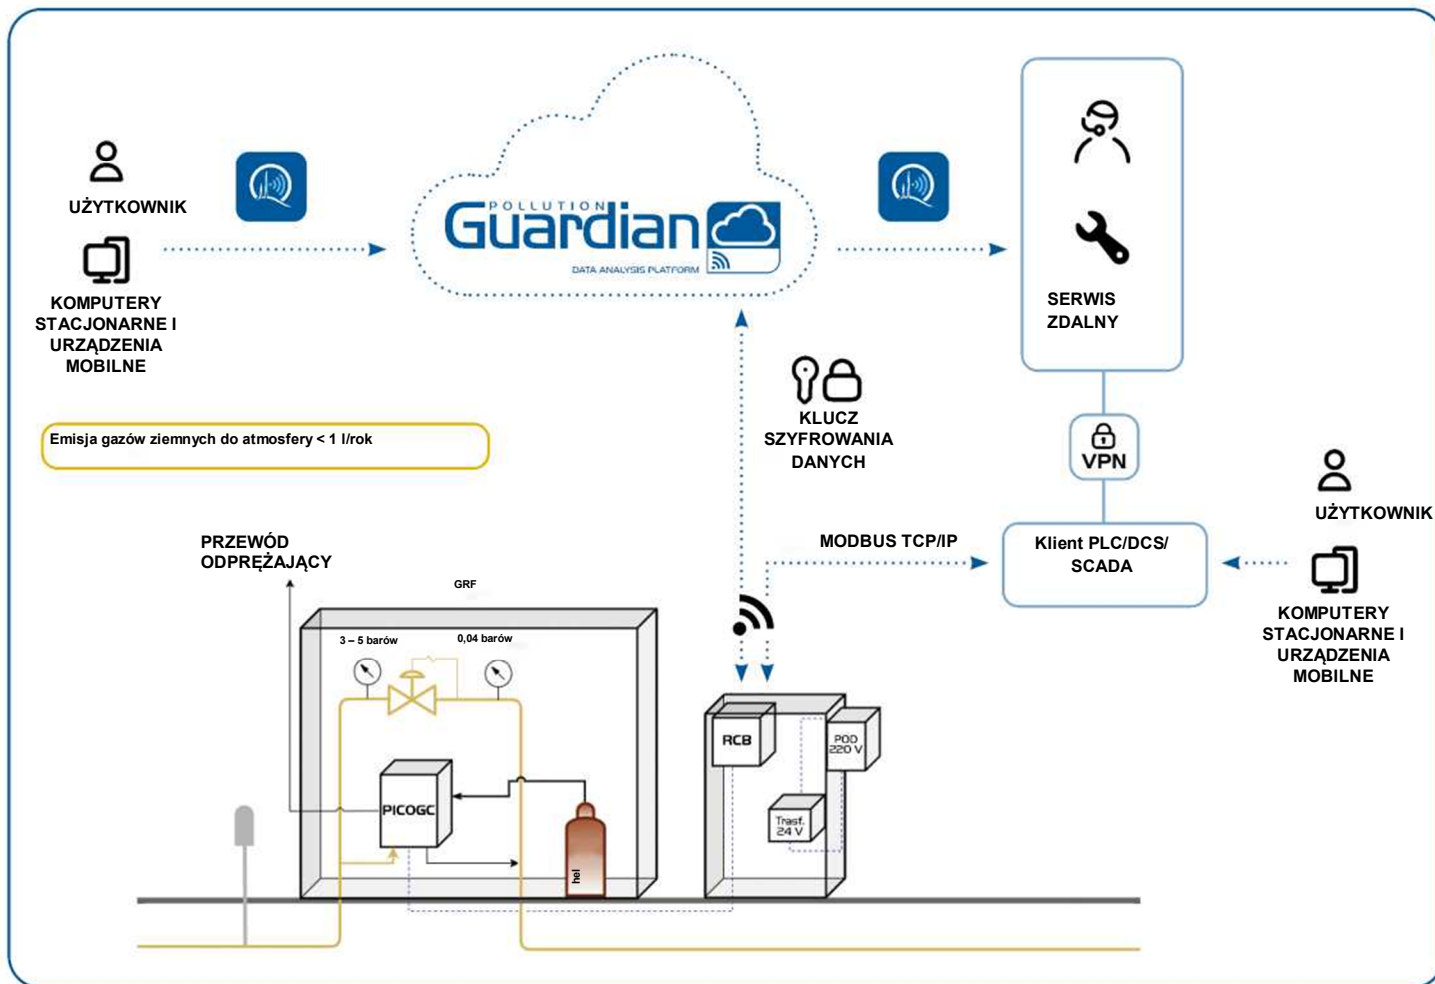 UŻYTKOWNIK
KOMPUTERY
STACJONARNE I
URZĄDZENIA
MOBILNE
POLLUTION
Guardian
DATA ANALYSIS PLATFORM
SERWIS
ZDALNY
KLUCZ
SZYFROWANIA
DANYCH
VPN
Emisja gazów ziemnych do atmosfery < 1 l/rok
MODBUS TCP/IP
Klient PLC/DCS/
SCADA
UŻYTKOWNIK
KOMPUTERY
STACJONARNE I
URZĄDZENIA
MOBILNE
PRZEWÓD
ODPRĘŻAJĄCY
GRF
3 – 5 barów
0,04 barów
PICOGC
hel
RCB
POD
220 V
Trasf.
24 V